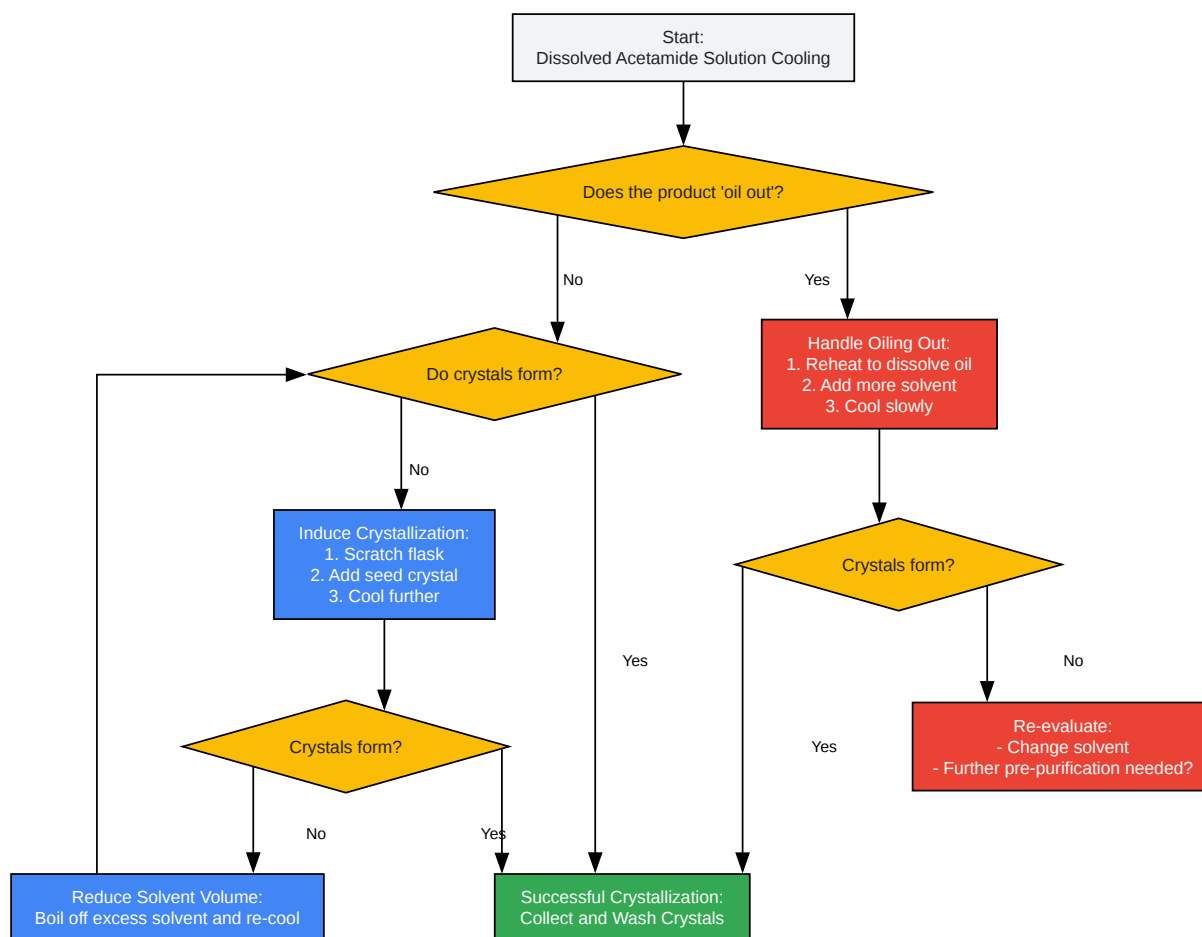 Start:
Dissolved Acetamide Solution Cooling
Does the product 'oil out'?
No
Yes
Handle Oiling Out:
1. Reheat to dissolve oil
2. Add more solvent
3. Cool slowly
Do crystals form?
No
Induce Crystallization:
1. Scratch flask
2. Add seed crystal
3. Cool further
Crystals form?
Yes
No
Yes
Re-evaluate:
- Change solvent
- Further pre-purification needed?
Crystals form?
No
Yes
Reduce Solvent Volume:
Boil off excess solvent and re-cool
Successful Crystallization:
Collect and Wash Crystals